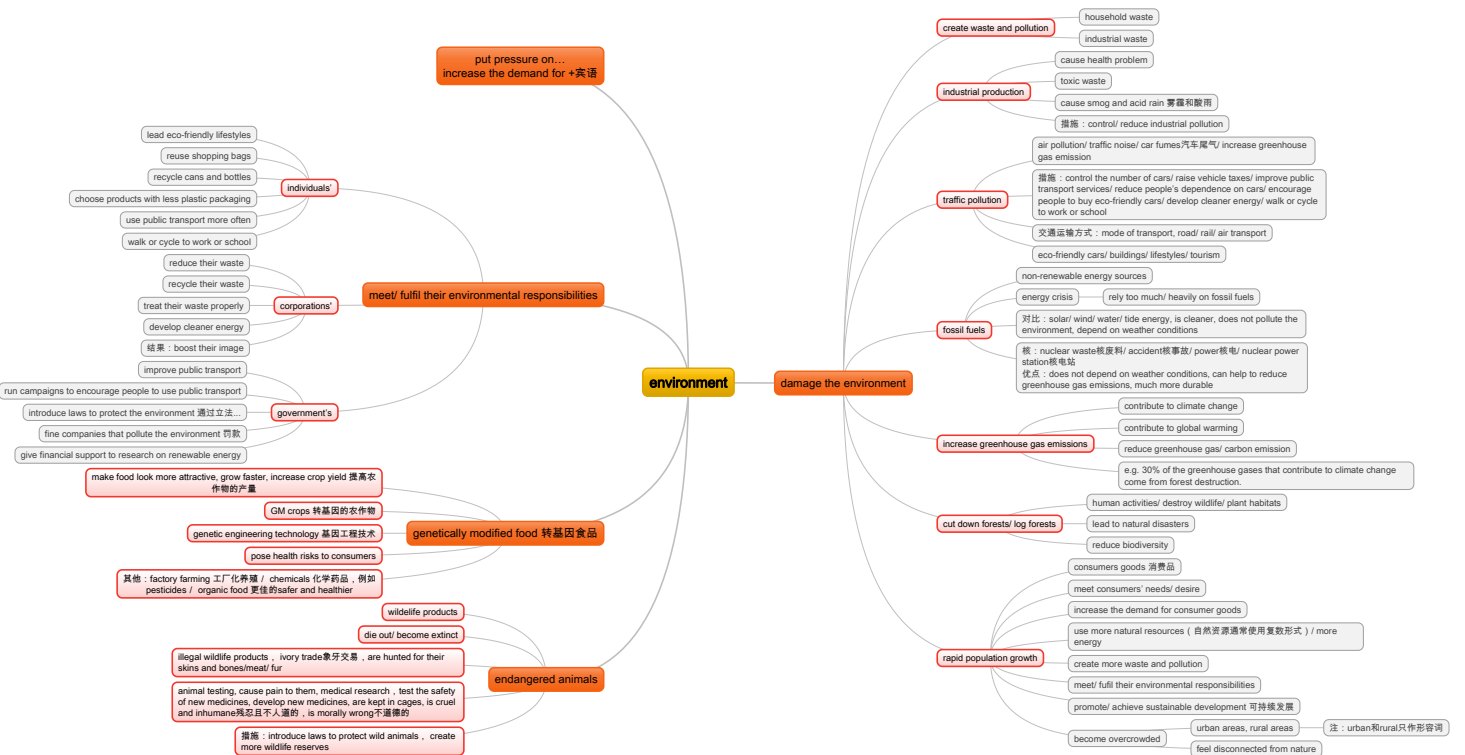 environment
put pressure on…
increase the demand for +宾语
meet/ fulfil their environmental responsibilities
individuals'
lead eco-friendly lifestyles
reuse shopping bags
recycle cans and bottles
choose products with less plastic packaging
use public transport more often
walk or cycle to work or school
corporations'
reduce their waste
recycle their waste
treat their waste properly
develop cleaner energy
结果：boost their image
government's
improve public transport
run campaigns to encourage people to use public transport
introduce laws to protect the environment 通过立法...
fine companies that pollute the environment 罚款
give financial support to research on renewable energy
genetically modified food 转基因食品
make food look more attractive, grow faster, increase crop yield 提高农
作物的产量
GM crops 转基因的农作物
genetic engineering technology 基因工程技术
pose health risks to consumers
其他：factory farming 工厂化养殖 / chemicals 化学药品，例如
pesticides / organic food 更佳的safer and healthier
endangered animals
wildelife products
die out/ become extinct
illegal wildlife products， ivory trade象牙交易，are hunted for their
skins and bones/meat/ fur
animal testing, cause pain to them, medical research，test the safety
of new medicines, develop new medicines, are kept in cages, is cruel
and inhumane残忍且不人道的，is morally wrong不道德的
措施：introduce laws to protect wild animals， create
more wildlife reserves
damage the environment
create waste and pollution
household waste
industrial waste
industrial production
cause health problem
toxic waste
cause smog and acid rain 雾霾和酸雨
措施：control/ reduce industrial pollution
traffic pollution
air pollution/ traffic noise/ car fumes汽车尾气/ increase greenhouse
gas emission
措施：control the number of cars/ raise vehicle taxes/ improve public
transport services/ reduce people's dependence on cars/ encourage
people to buy eco-friendly cars/ develop cleaner energy/ walk or cycle
to work or school
交通运输方式：mode of transport, road/ rail/ air transport
eco-friendly cars/ buildings/ lifestyles/ tourism
fossil fuels
non-renewable energy sources
energy crisis
rely too much/ heavily on fossil fuels
对比：solar/ wind/ water/ tide energy, is cleaner, does not pollute the
environment, depend on weather conditions
核：nuclear waste核废料/ accident核事故/ power核电/ nuclear power
station核电站
优点：does not depend on weather conditions, can help to reduce
greenhouse gas emissions, much more durable
increase greenhouse gas emissions
contribute to climate change
contribute to global warming
reduce greenhouse gas/ carbon emission
e.g. 30% of the greenhouse gases that contribute to climate change
come from forest destruction.
cut down forests/ log forests
human activities/ destroy wildlife/ plant habitats
lead to natural disasters
reduce biodiversity
rapid population growth
consumers goods 消费品
meet consumers' needs/ desire
increase the demand for consumer goods
use more natural resources（自然资源通常使用复数形式）/ more
energy
create more waste and pollution
meet/ fufil their environmental responsibilities
promote/ achieve sustainable development 可持续发展
become overcrowded
urban areas, rural areas
注：urban和rural只作形容词
feel disconnected from nature